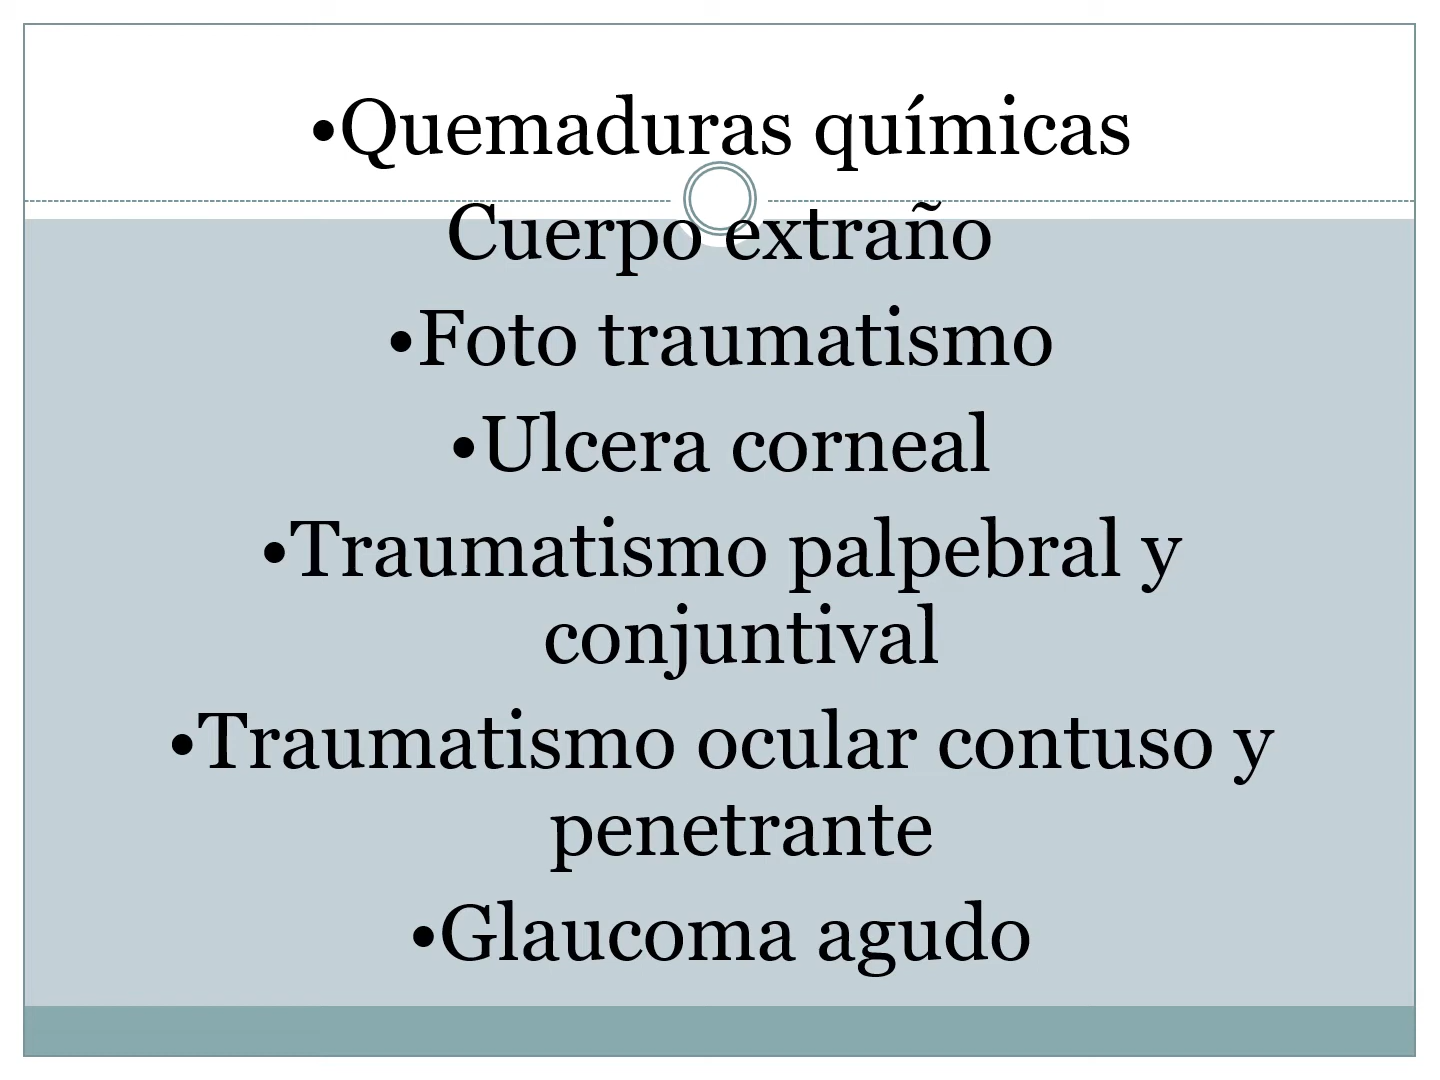 •Quemaduras químicas
Cuerpo extraño
•Foto traumatismo
•Ulcera corneal
•Traumatismo palpebral y
conjuntival
•Traumatismo ocular contuso y
penetrante
•Glaucoma agudo